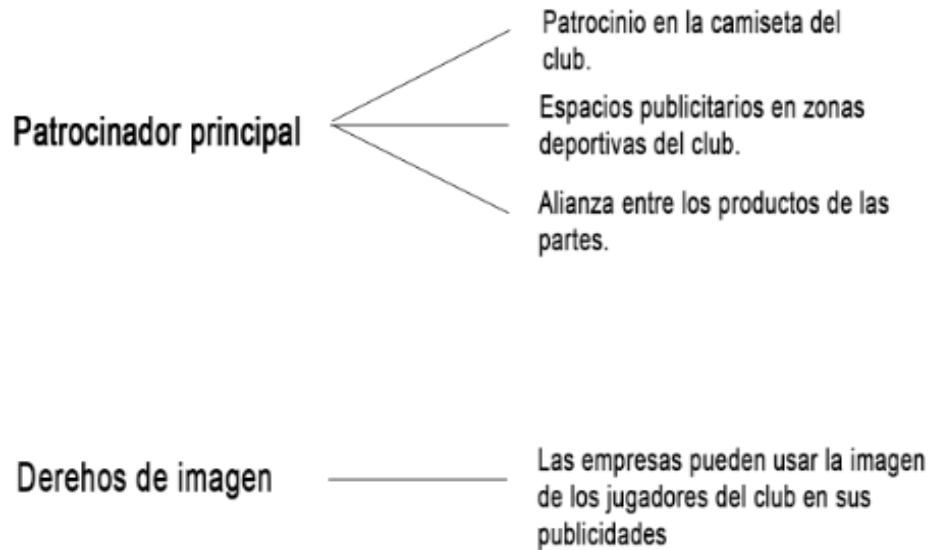 Patrocinador principal
Patrocinio en la camiseta del
club.
Espacios publicitarios en zonas
deportivas del club.
Alianza entre los productos de las
partes.
Derehos de imagen
Las empresas pueden usar la imagen
de los jugadores del club en sus
publicidades